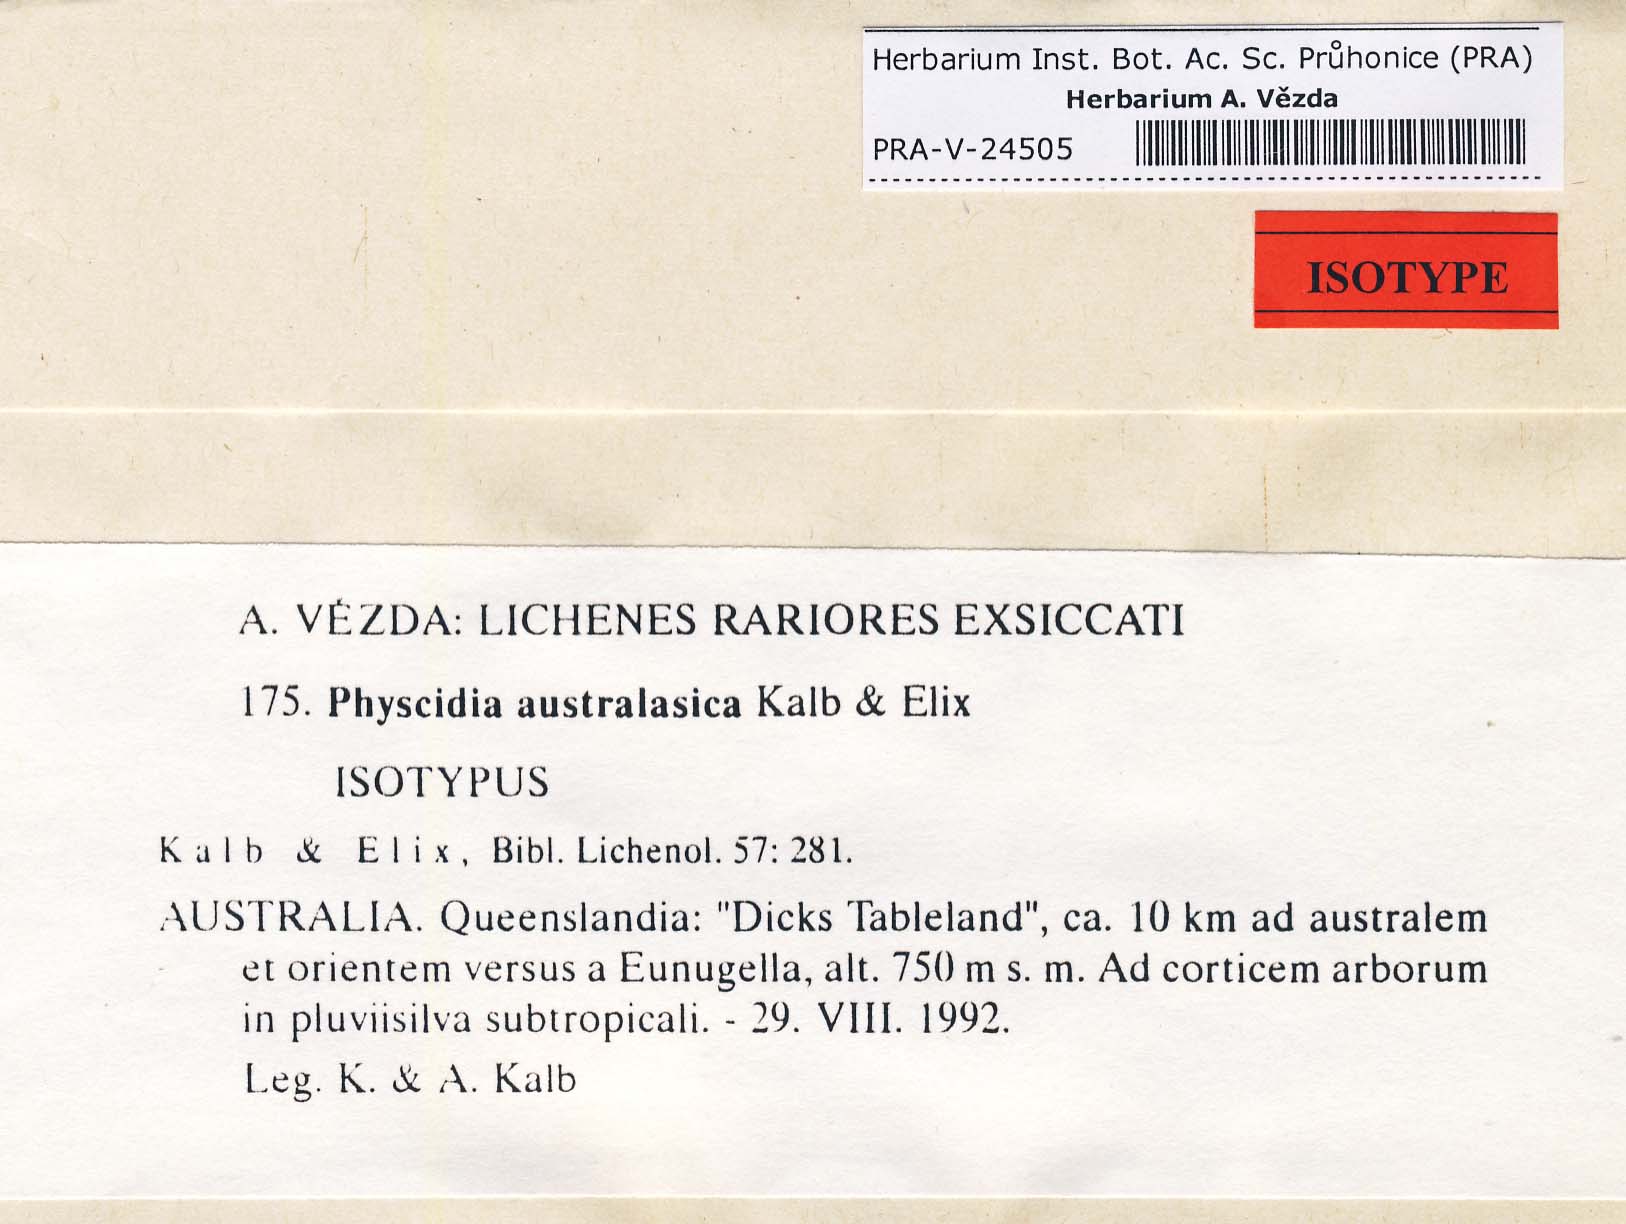 Herbarium Inst. Bot. Ac. Sc. Průhonice (PRA)
Herbarium A. Vězda
PRA-V-24505
ISOTYPE
A. VĖZDA: LICHENES RARIORES EXSICCATI
175. Physcidia australasica Kalb & Elix
ISOTYPUS
Kalb & Elix, Bibl. Lichenol. 57: 281.
AUSTRALIA. Queenslandia: "Dicks Tableland", ca. 10 km ad australem
et orientem versus a Eunugella, alt. 750 m s. m. Ad corticem arborum
in pluviisilva subtropicali. - 29. VIII. 1992.
Leg. K. & A. Kalb